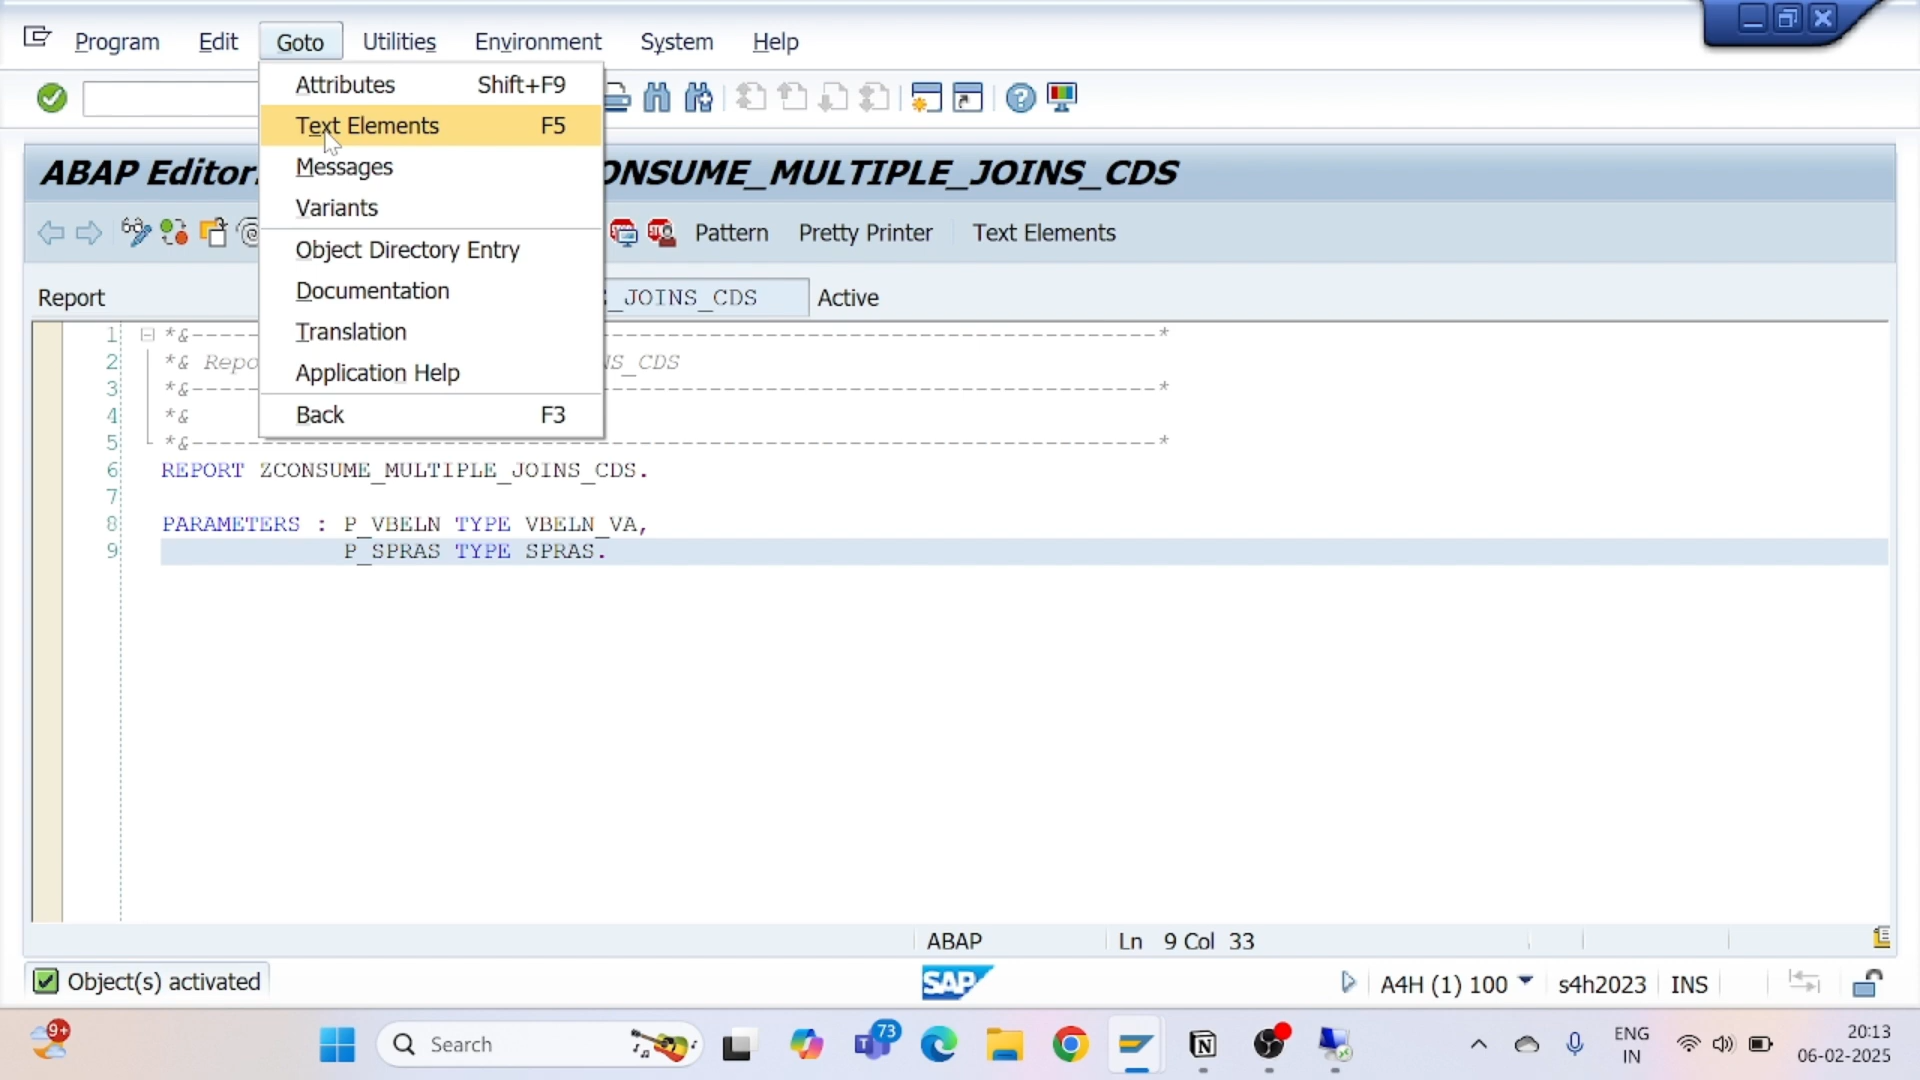 Program Edit Goto Utilities Environment System Help
Attributes Shift+F9
Text Elements F5
Messages
Variants
Object Directory Entry
Documentation
Translation
Application Help
Back F3
ABAP Editor: ONSUME_MULTIPLE_JOINS_CDS
Pattern Pretty Printer Text Elements
Report _JOINS_CDS Active
1 *&---------------------------------------------------------------------*
2 *& Repo NS_CDS
3 *&---------------------------------------------------------------------*
4 *&
5 *&---------------------------------------------------------------------*
6 REPORT ZCONSUME_MULTIPLE_JOINS_CDS.
7
8 PARAMETERS : P_VBELN TYPE VBELN_VA,
9 P_SPRAS TYPE SPRAS.
ABAP Ln 9 Col 33
Object(s) activated SAP A4H (1) 100 s4h2023 INS
9+ Search 73 ENG 20:13
IN 06-02-2025